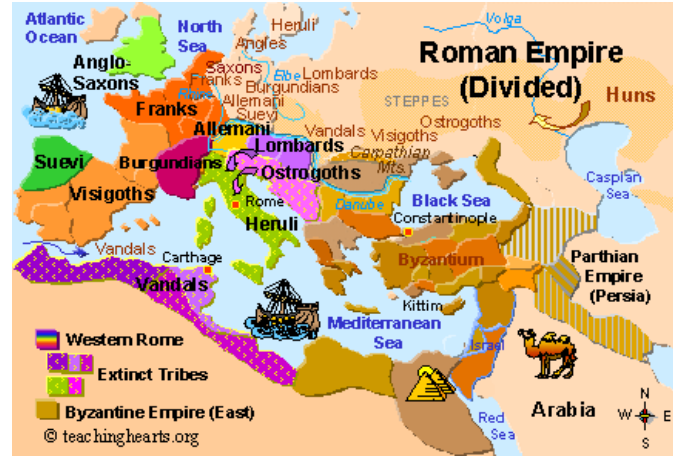 Atlantic
Ocean
North
Sea
Heruli
Angles
Volga
Roman Empire
(Divided)
Anglo-
Saxons
Saxons
Elbe
Lombards
Franks
Burgundians
Rhine
Allemani
Suevi
STEPPES
Huns
Franks
Allemani
Vandals
Visigoths
Ostrogoths
Lombards
Carpathian
Mts.
Suevi
Burgundians
Ostrogoths
Visigoths
Rome
Heruli
Danube
Black Sea
Constantinople
Caspian
Sea
Vandals
Carthage
Vandals
Byzantium
Parthian
Empire
(Persia)
Kittim
Mediterranean
Sea
Israel
Western Rome
Extinct Tribes
Byzantine Empire (East)
© teachinghearts.org
Arabia
Red
Sea
N
W
E
S